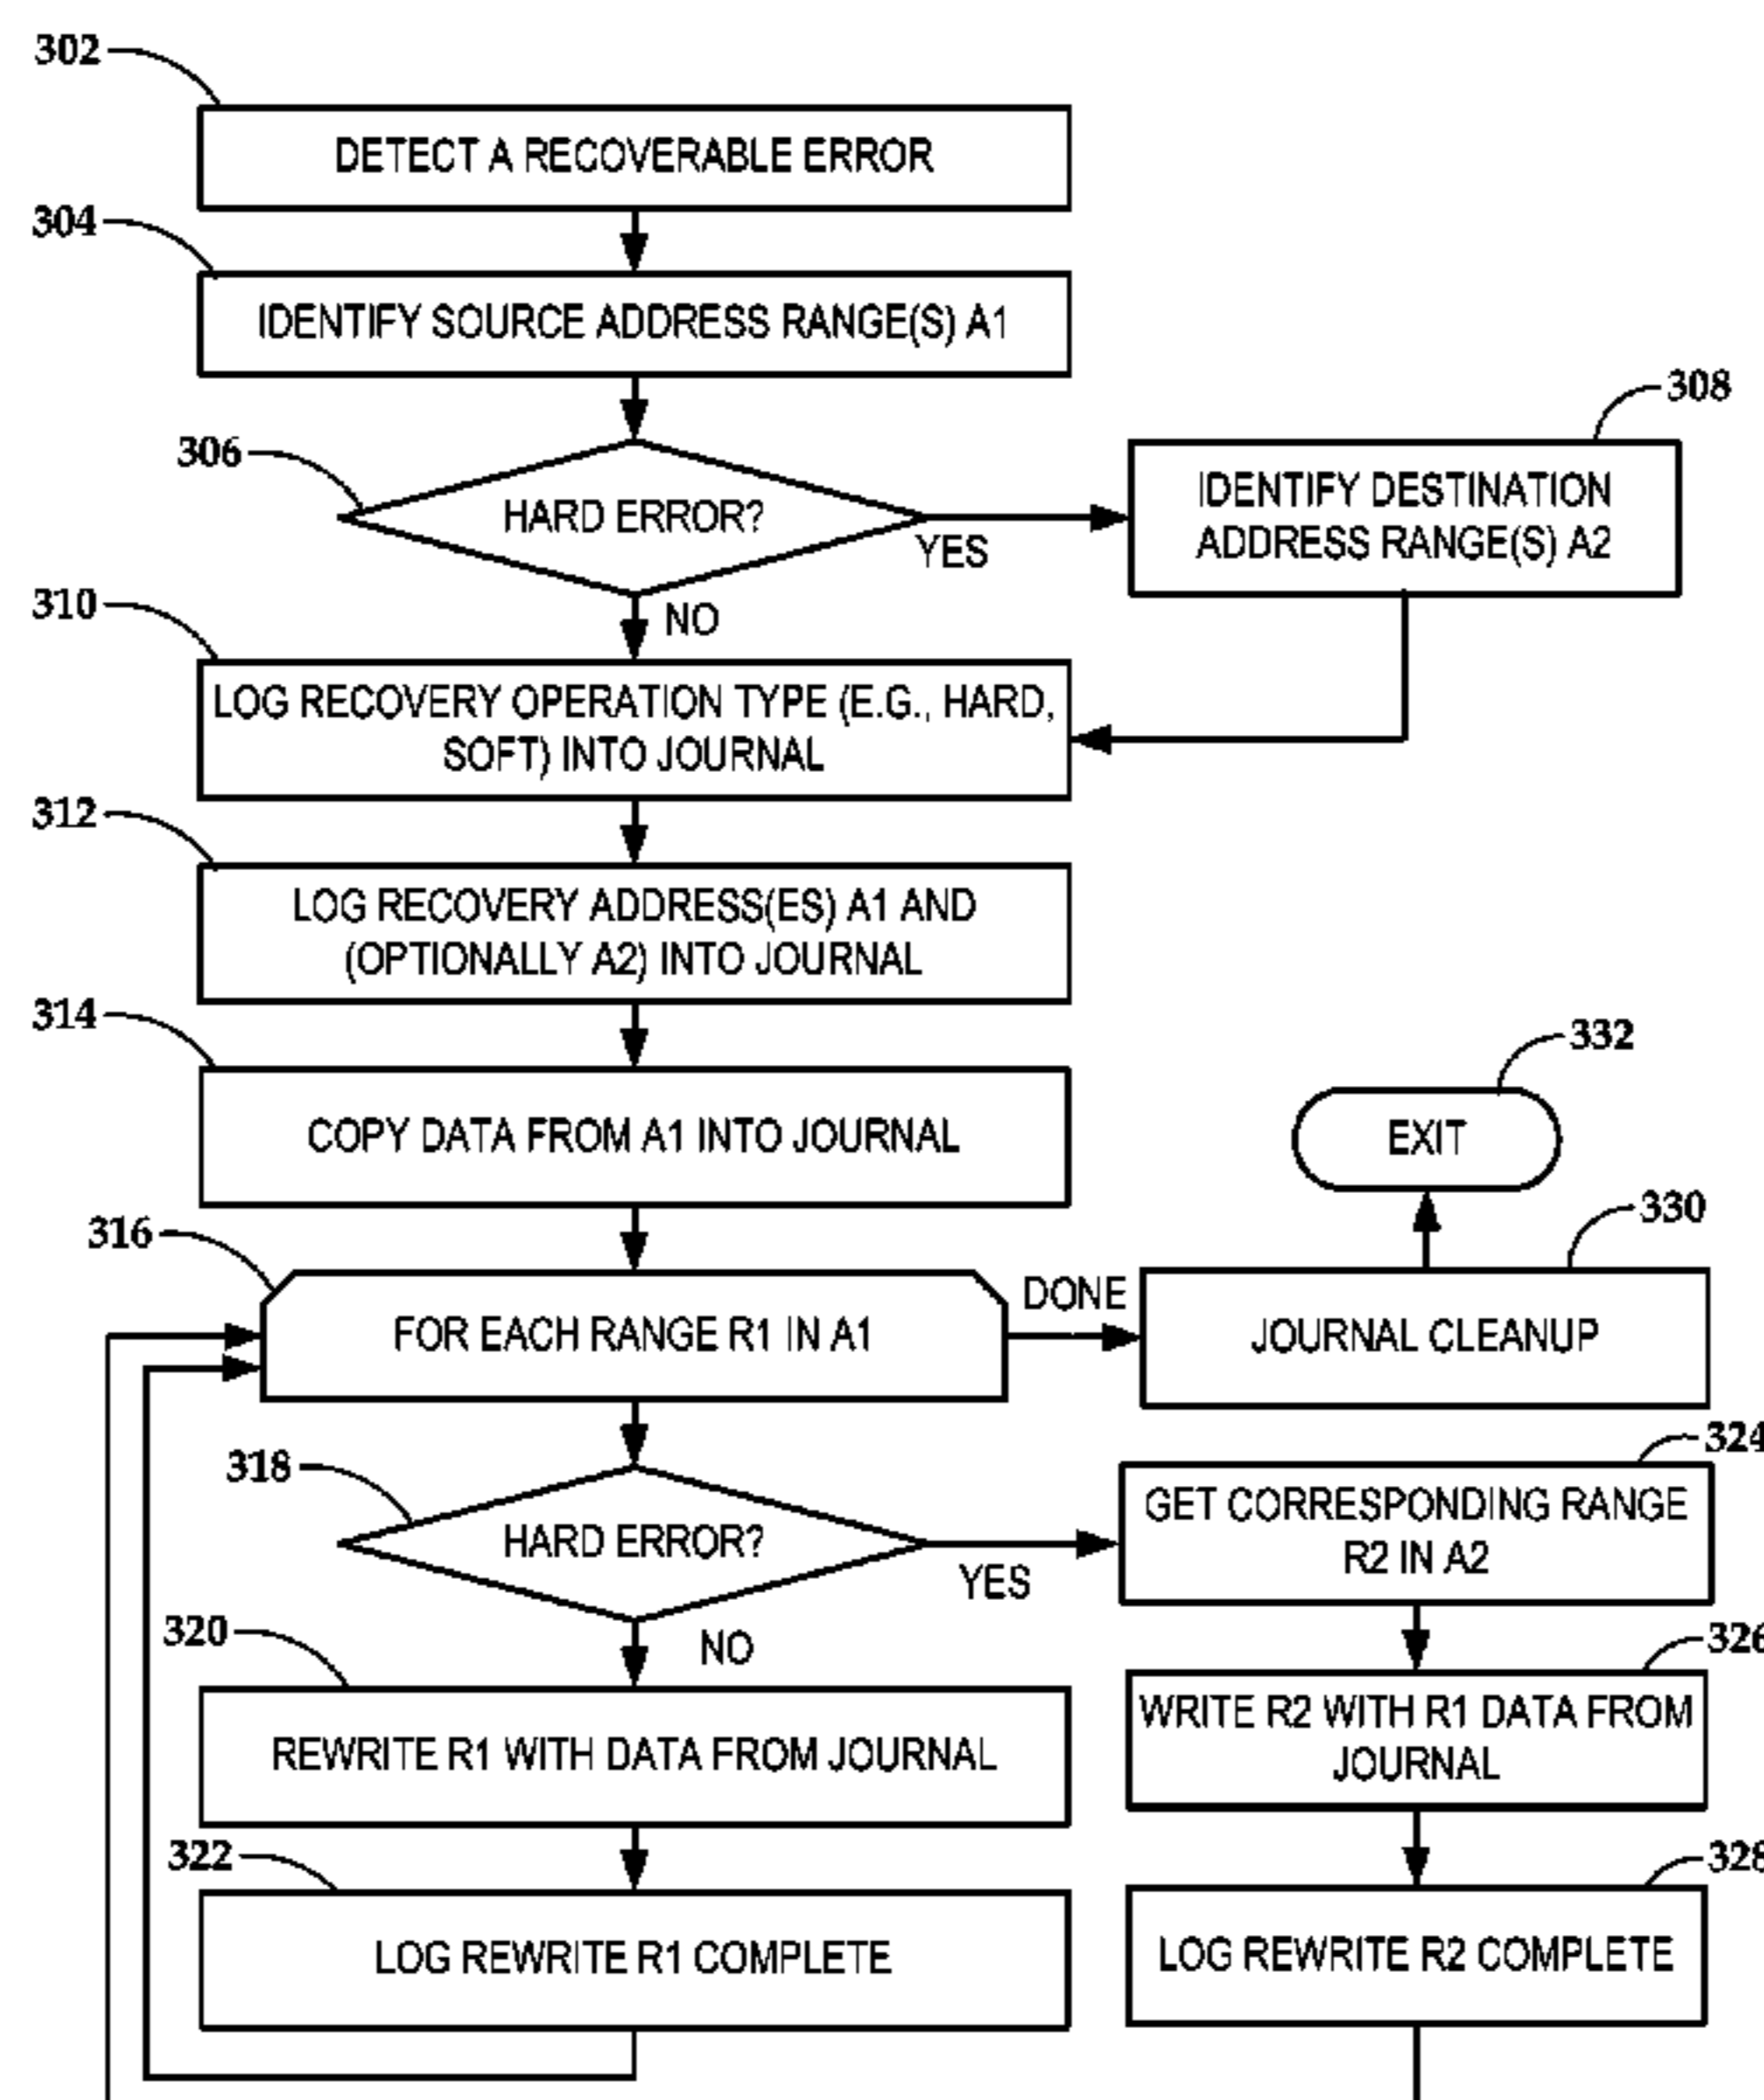 302
DETECT A RECOVERABLE ERROR
304
IDENTIFY SOURCE ADDRESS RANGE(S) A1
308
306
HARD ERROR?
YES
IDENTIFY DESTINATION
ADDRESS RANGE(S) A2
NO
310
LOG RECOVERY OPERATION TYPE (E.G., HARD,
SOFT) INTO JOURNAL
312
LOG RECOVERY ADDRESS(ES) A1 AND
(OPTIONALLY A2) INTO JOURNAL
314
COPY DATA FROM A1 INTO JOURNAL
332
EXIT
330
316
FOR EACH RANGE R1 IN A1
DONE
JOURNAL CLEANUP
324
318
HARD ERROR?
YES
GET CORRESPONDING RANGE
R2 IN A2
NO
320
REWRITE R1 WITH DATA FROM JOURNAL
326
WRITE R2 WITH R1 DATA FROM
JOURNAL
322
LOG REWRITE R1 COMPLETE
328
LOG REWRITE R2 COMPLETE